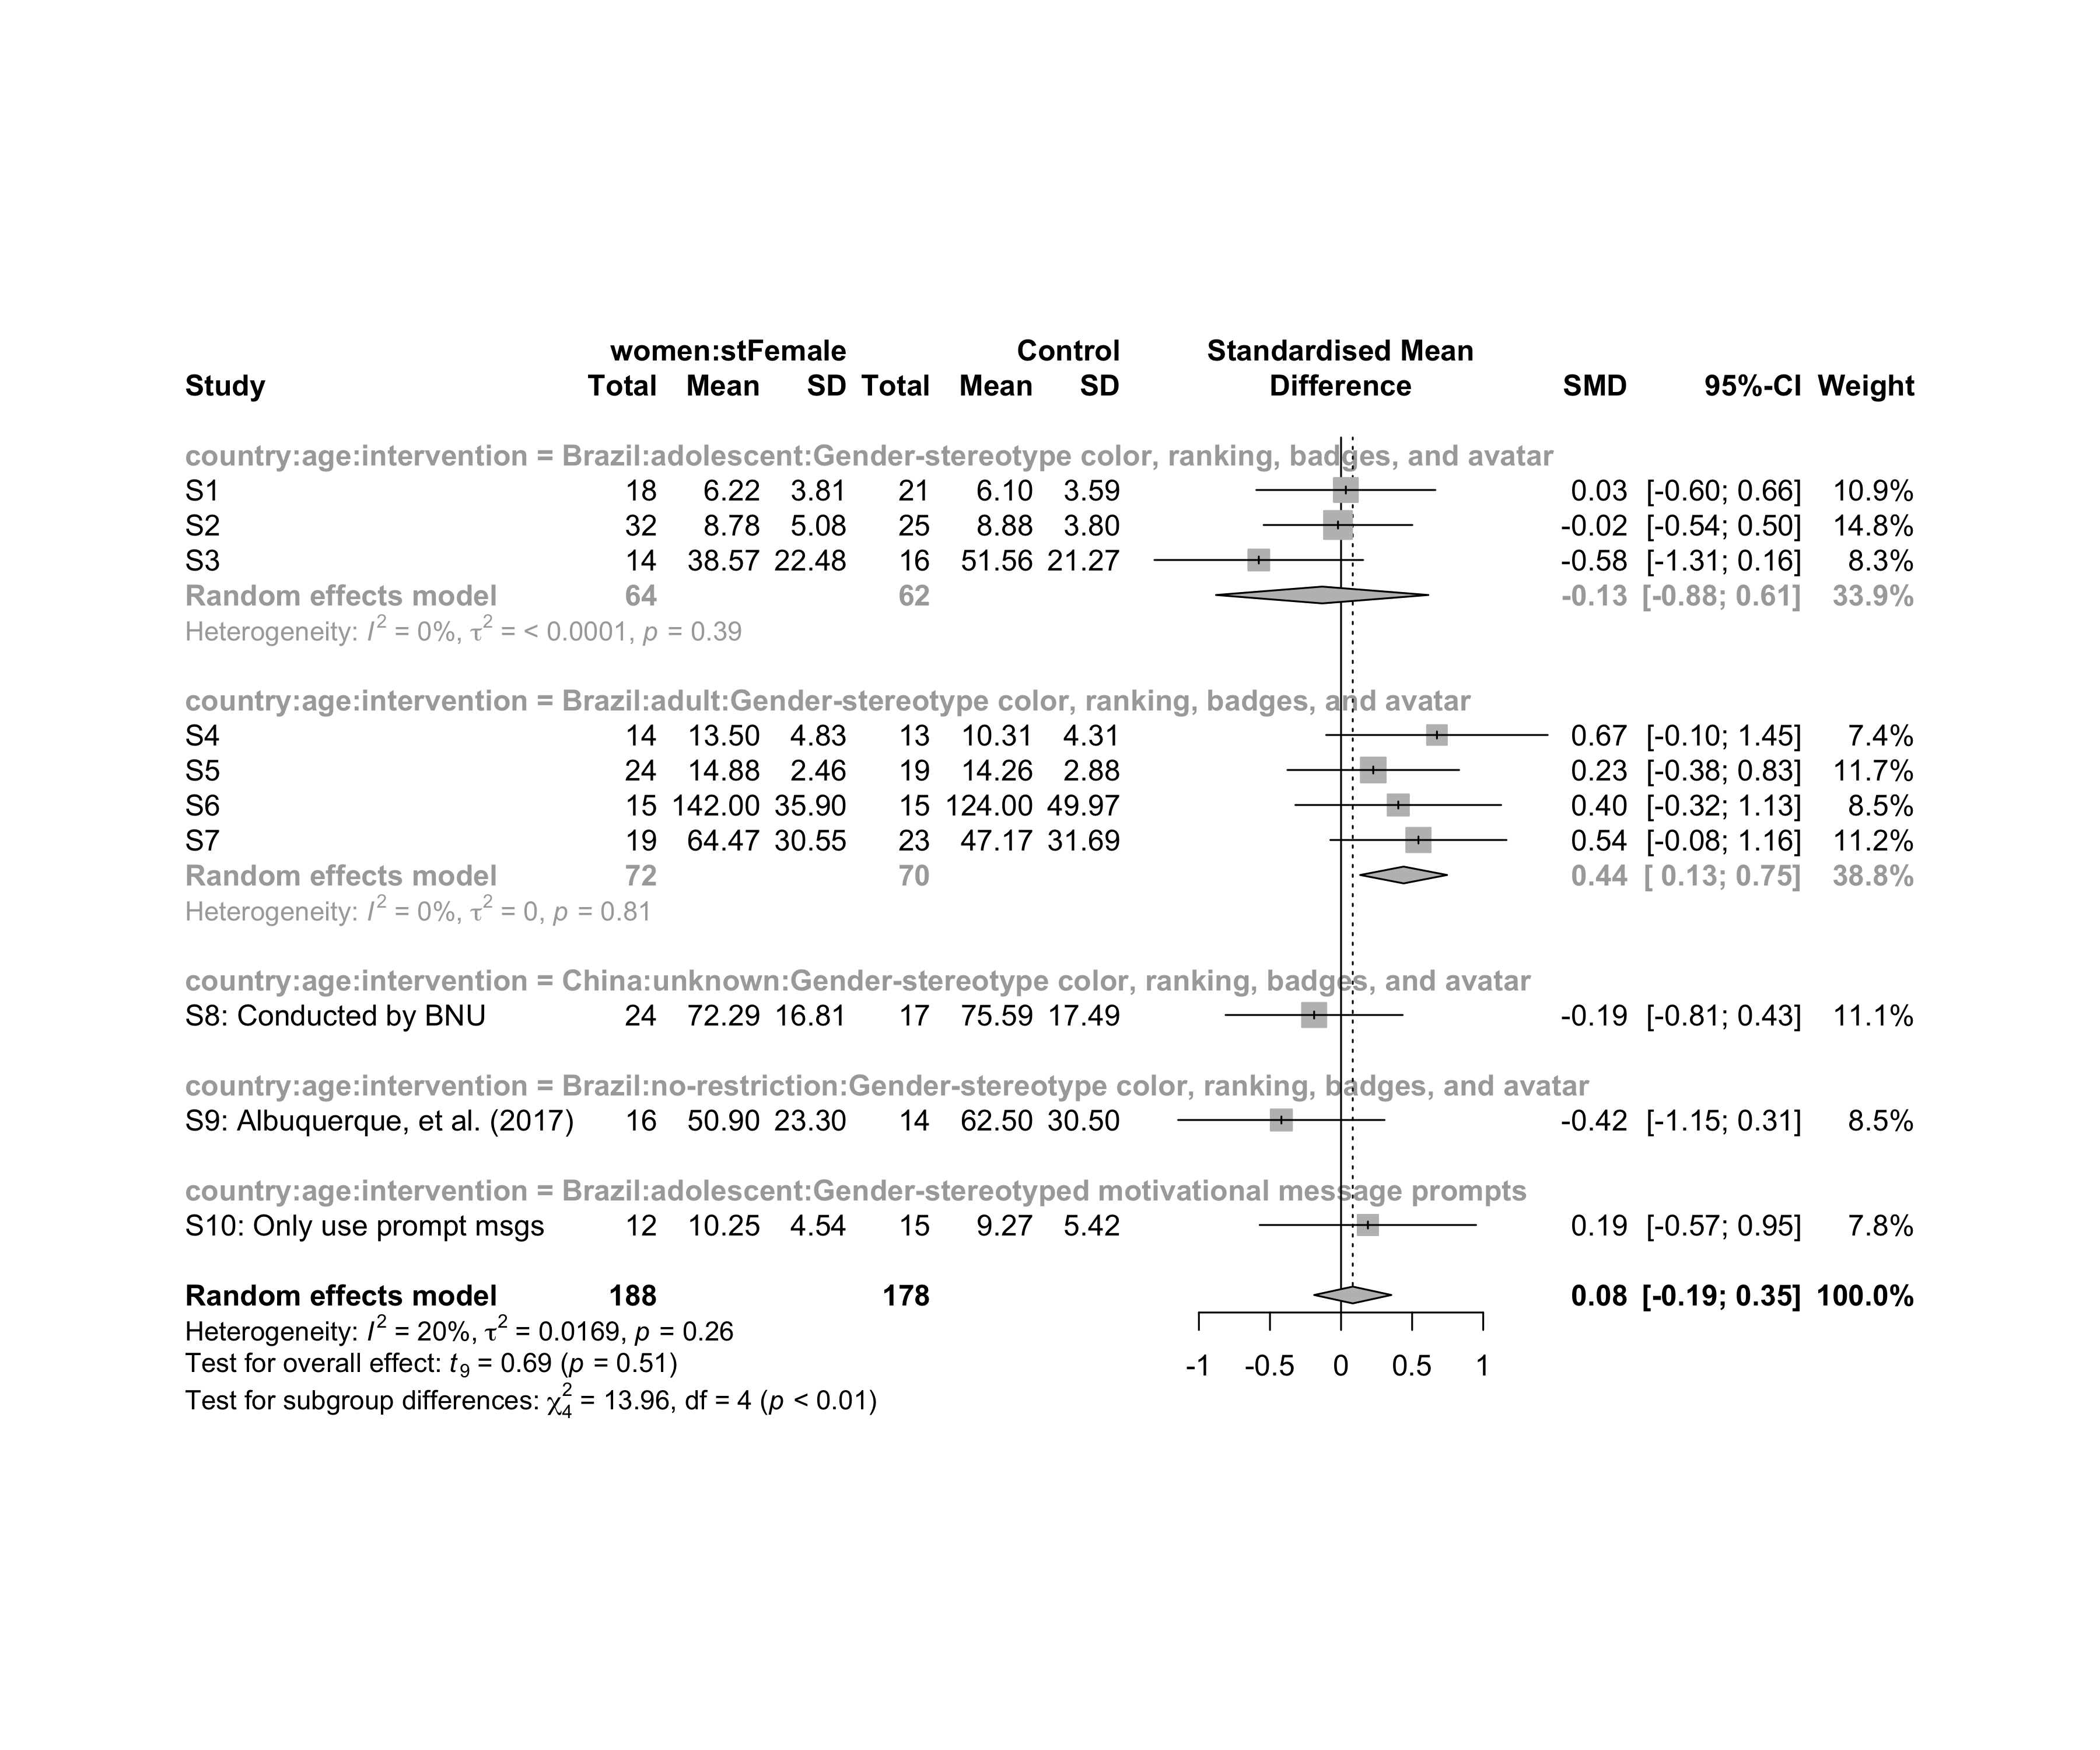 women:stFemale Control Standardised Mean
Study Total Mean SD Total Mean SD Difference SMD 95%-CI Weight
country:age:intervention = Brazil:adolescent:Gender-stereotype color, ranking, badges, and avatar
S1 18 6.22 3.81 21 6.10 3.59 0.03 [-0.60; 0.66] 10.9%
S2 32 8.78 5.08 25 8.88 3.80 -0.02 [-0.54; 0.50] 14.8%
S3 14 38.57 22.48 16 51.56 21.27 -0.58 [-1.31; 0.16] 8.3%
Random effects model 64 62 -0.13 [-0.88; 0.61] 33.9%
Heterogeneity: I² = 0%, τ² = < 0.0001, p = 0.39
country:age:intervention = Brazil:adult:Gender-stereotype color, ranking, badges, and avatar
S4 14 13.50 4.83 13 10.31 4.31 0.67 [-0.10; 1.45] 7.4%
S5 24 14.88 2.46 19 14.26 2.88 0.23 [-0.38; 0.83] 11.7%
S6 15 142.00 35.90 15 124.00 49.97 0.40 [-0.32; 1.13] 8.5%
S7 19 64.47 30.55 23 47.17 31.69 0.54 [-0.08; 1.16] 11.2%
Random effects model 72 70 0.44 [ 0.13; 0.75] 38.8%
Heterogeneity: I² = 0%, τ² = 0, p = 0.81
country:age:intervention = China:unknown:Gender-stereotype color, ranking, badges, and avatar
S8: Conducted by BNU 24 72.29 16.81 17 75.59 17.49 -0.19 [-0.81; 0.43] 11.1%
country:age:intervention = Brazil:no-restriction:Gender-stereotype color, ranking, badges, and avatar
S9: Albuquerque, et al. (2017) 16 50.90 23.30 14 62.50 30.50 -0.42 [-1.15; 0.31] 8.5%
country:age:intervention = Brazil:adolescent:Gender-stereotyped motivational message prompts
S10: Only use prompt msgs 12 10.25 4.54 15 9.27 5.42 0.19 [-0.57; 0.95] 7.8%
Random effects model 188 178 0.08 [-0.19; 0.35] 100.0%
Heterogeneity: I² = 20%, τ² = 0.0169, p = 0.26
Test for overall effect: t₉ = 0.69 (p = 0.51)
-1 -0.5 0 0.5 1
Test for subgroup differences: χ²₄ = 13.96, df = 4 (p < 0.01)